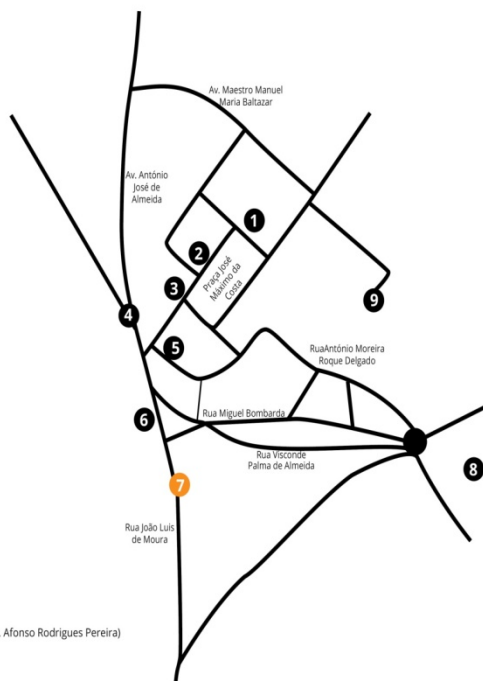 Av. Maestro Manuel
Maria Baltazar
Av. António
José de
Almeida
1
2
Praça José
Máximo da
Costa
3
9
4
5
RuaAntónio Moreira
Roque Delgado
6
Rua Miguel Bombarda
Rua Visconde
Palma de Almeida
8
7
Rua João Luis
de Moura
. Afonso Rodrigues Pereira)